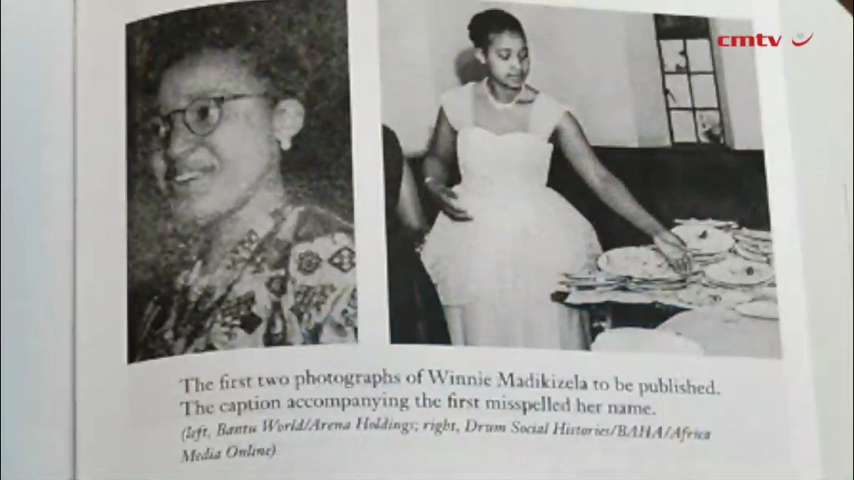 cmtv
The first two photographs of Winnie Madikizela to be published.
The caption accompanying the first misspelled her name.
(left, Bantu World/Arena Holdings; right, Drum Social Histories/BAHA/Africa
Media Online)